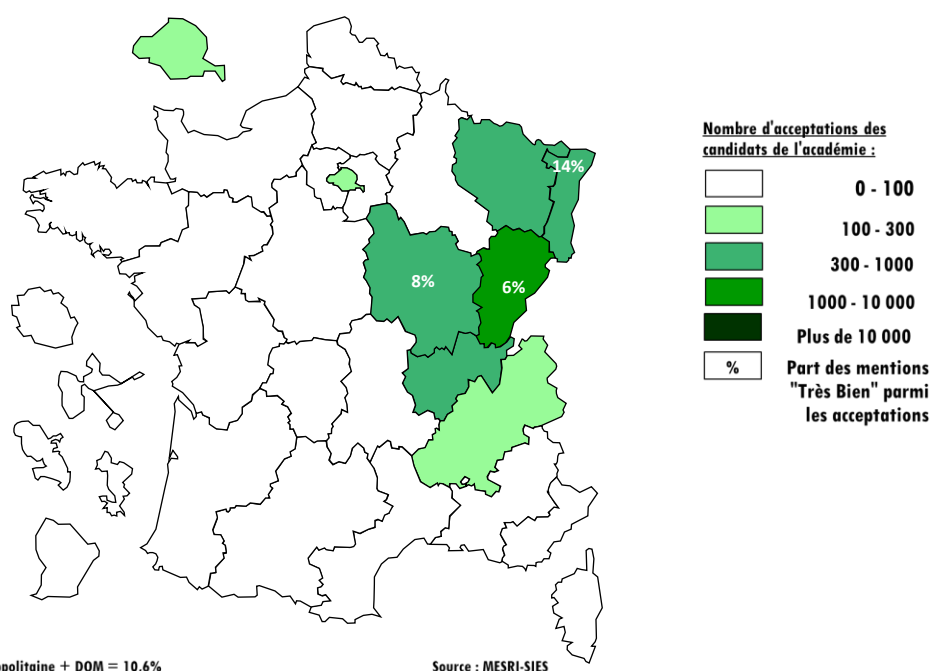 14%
8%
6%
Nombre d'acceptations des
candidats de l'académie :
0 - 100
100 - 300
300 - 1000
1000 - 10 000
Plus de 10 000
% Part des mentions
"Très Bien" parmi
les acceptations
+ DOM = 10,6%
Source : MESRI-SIES